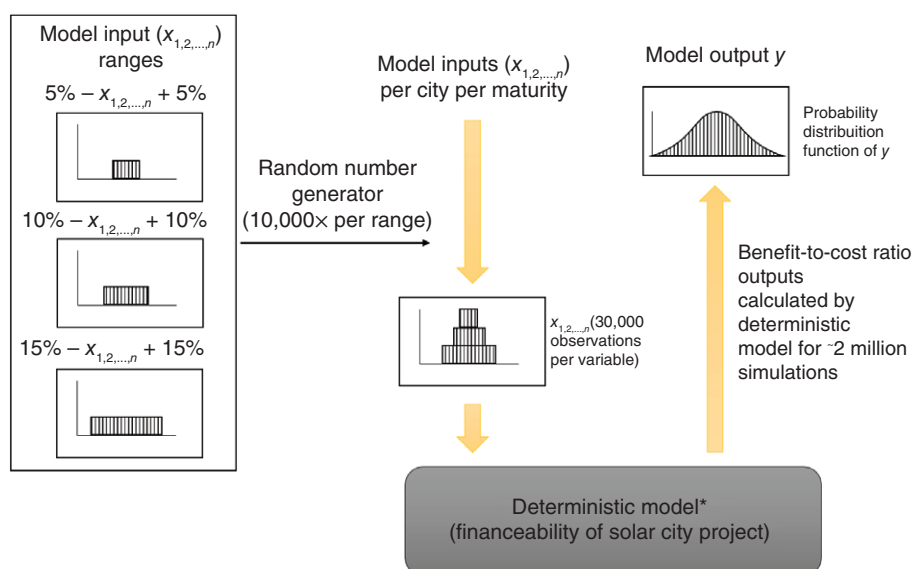 Model input (x1,2,...,n)
ranges
5% – x1,2,...,n + 5%
10% – x1,2,...,n + 10%
15% – x1,2,...,n + 15%
Random number
generator
(10,000× per range)
Model inputs (x1,2,...,n)
per city per maturity
x1,2,...,n(30,000
observations
per variable)
Deterministic model*
(financeability of solar city project)
Model output y
Probability
distribuition
function of y
Benefit-to-cost ratio
outputs
calculated by
deterministic
model for ~2 million
simulations